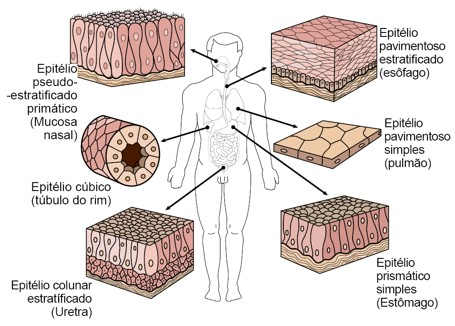 Epitélio
pseudo-
-estratificado
primático
(Mucosa
nasal)
Epitélio cúbico
(túbulo do rim)
Epitélio colunar
estratíficado
(Uretra)
Epitélio
pavimentoso
estratificado
(esôfago)
Epitélio
pavimentoso
simples
(pulmão)
Epitélio
prismático
simples
(Estômago)